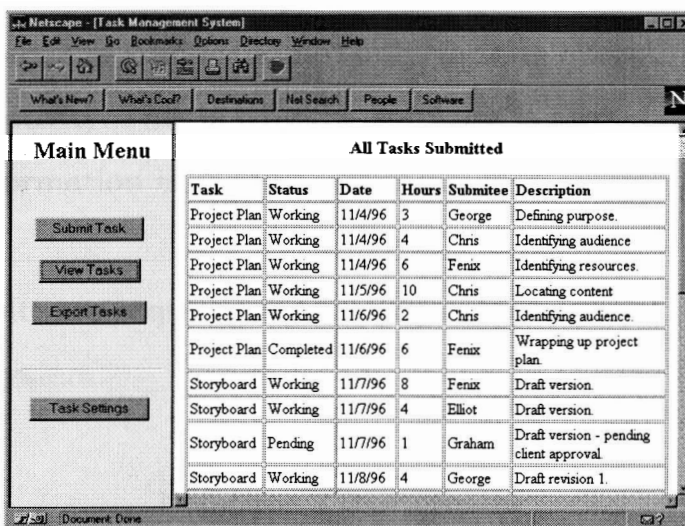 Netscape - [Task Management System]
File Edit View Go Bookmarks Options Directory Window Help
What's New? What's Cool? Destinations Net Search People Software
N
Main Menu
Submit Task
View Tasks
Export Tasks
Task Settings
All Tasks Submitted
Task Status Date Hours Submitee Description
Project Plan Working 11/4/96 3 George Defining purpose.
Project Plan Working 11/4/96 4 Chris Identifying audience
Project Plan Working 11/4/96 6 Fenix Identifying resources.
Project Plan Working 11/5/96 10 Chris Locating content
Project Plan Working 11/6/96 2 Chris Identifying audience.
Project Plan Completed 11/6/96 6 Fenix Wrapping up project
plan.
Storyboard Working 11/7/96 8 Fenix Draft version.
Storyboard Working 11/7/96 4 Elliot Draft version.
Storyboard Pending 11/7/96 1 Graham Draft version - pending
client approval.
Storyboard Working 11/8/96 4 George Draft revision 1.
Document: Done